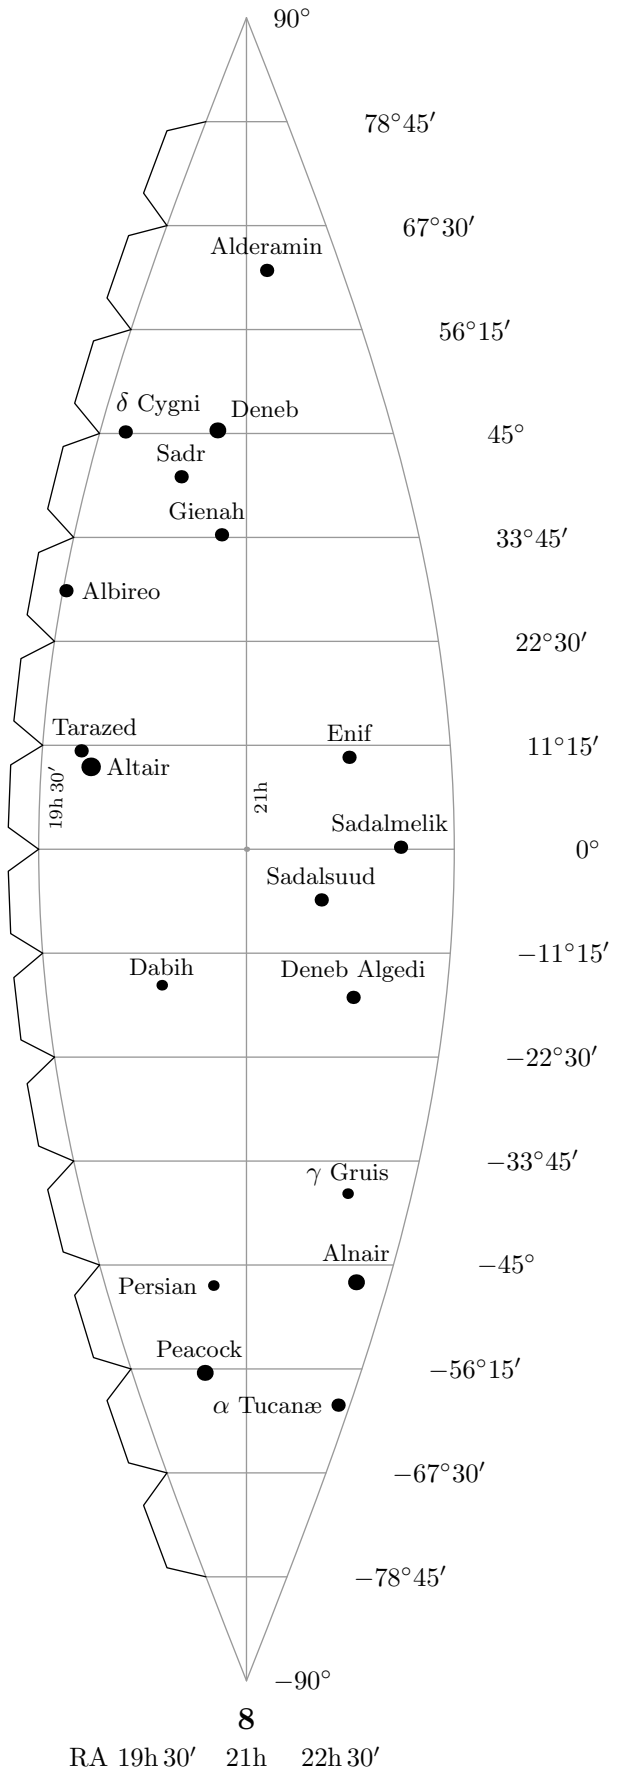 90°
78°45′
67°30′
Alderamin
56°15′
δ Cygni
Deneb
45°
Sadr
Gienah
33°45′
Albireo
22°30′
Tarazed
Enif
11°15′
Altair
19h 30′
21h
Sadalmelik
0°
Sadalsuud
−11°15′
Dabih
Deneb Algedi
−22°30′
−33°45′
γ Gruis
Alnair
−45°
Persian
Peacock
−56°15′
α Tucanæ
−67°30′
−78°45′
−90°
8
RA 19h 30′ 21h 22h 30′